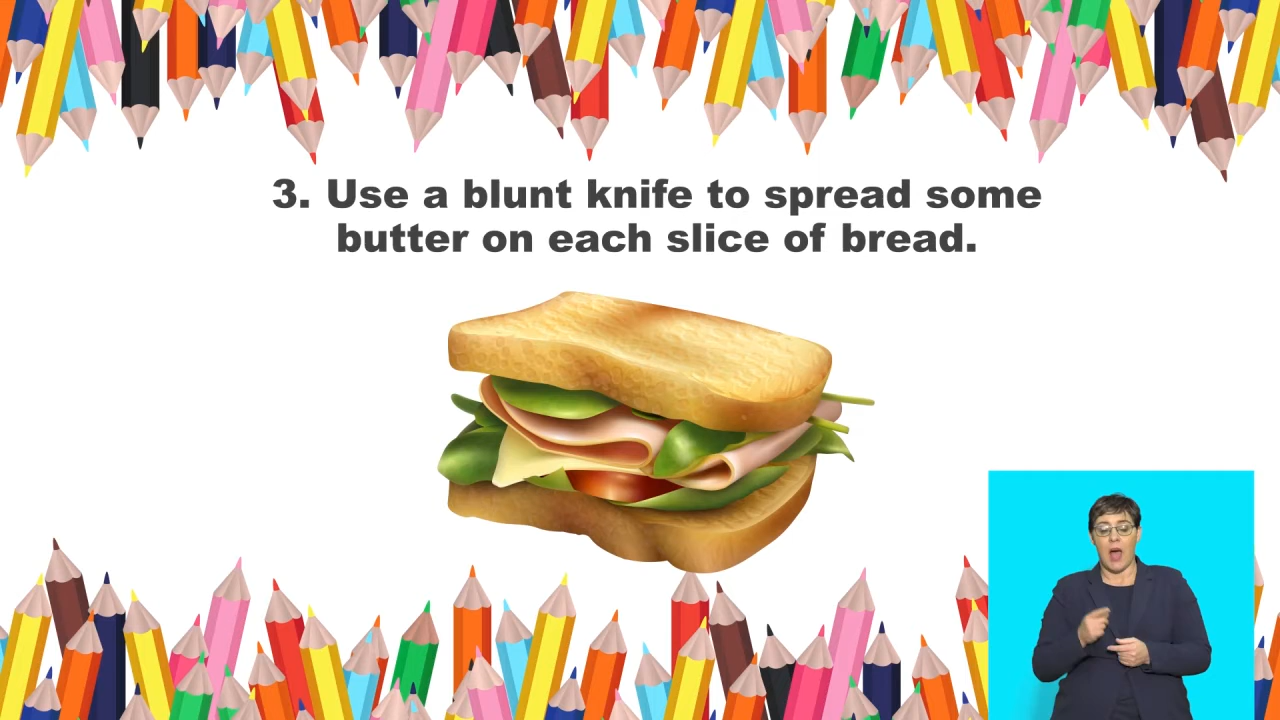 3. Use a blunt knife to spread some
butter on each slice of bread.